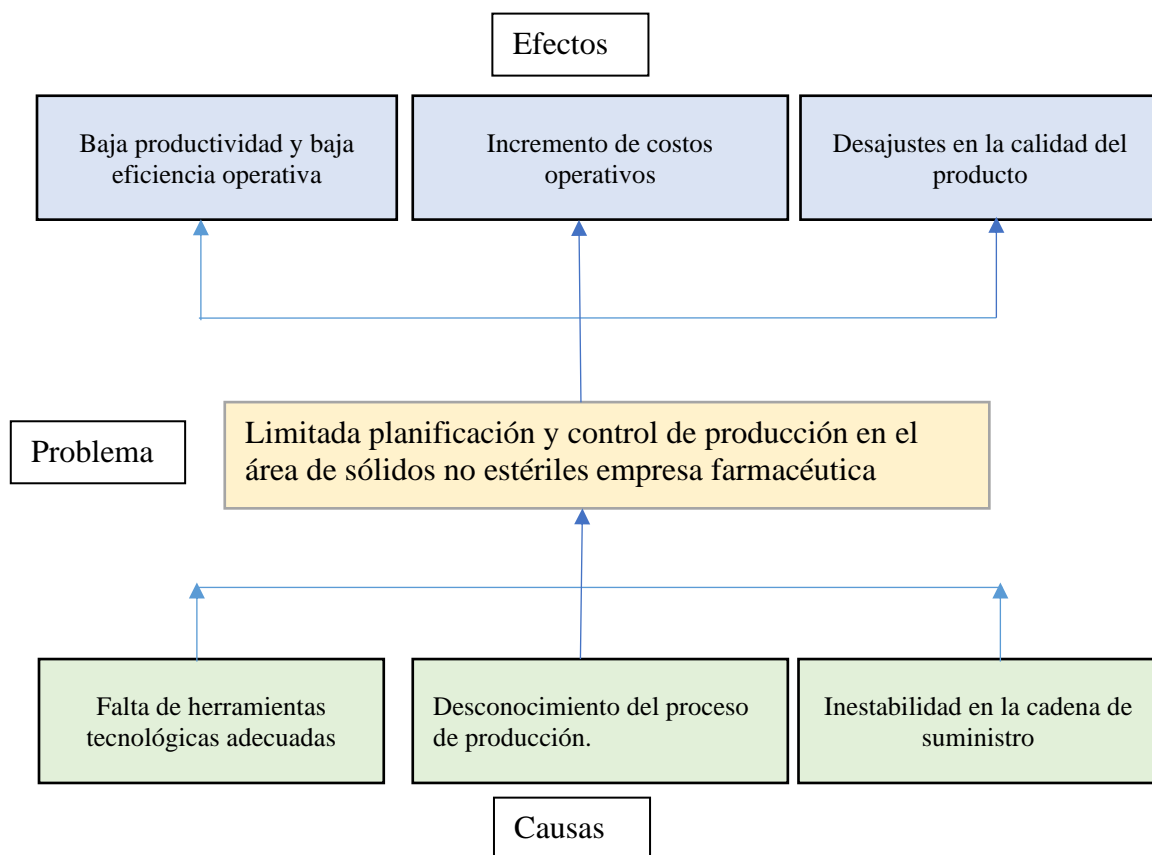 Efectos
Baja productividad y baja
eficiencia operativa
Incremento de costos
operativos
Desajustes en la calidad del
producto
Problema
Limitada planificación y control de producción en el
área de sólidos no estériles empresa farmacéutica
Falta de herramientas
tecnológicas adecuadas
Desconocimiento del proceso
de producción.
Inestabilidad en la cadena de
suministro
Causas